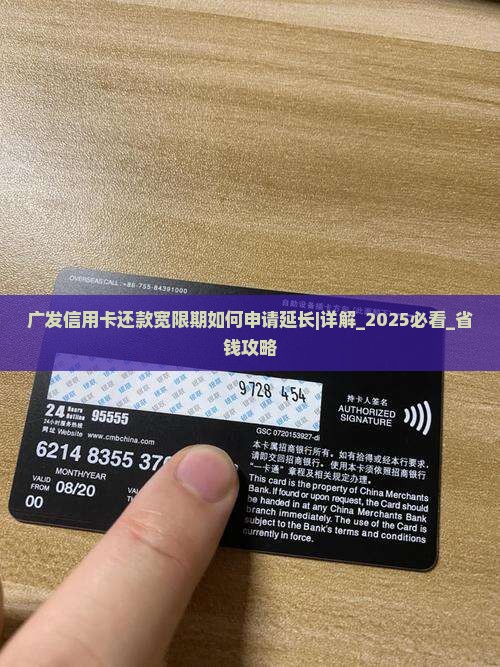 OVERSEAS CALL：+86-755-84391000
广发信用卡还款宽限期如何申请延长|详解_2025必看_省
钱攻略
9728 454
24 Hours Hotline 95555
24小时服务热线
网址 Website www.cmbchina.com
持卡人签名
AUTHORIZED
SIGNATURE
GSC 0720153927-di
6214 8355 37
MONTH/YEAR
VALID FROM 08/20
00
本卡属招商银行所有。如有拾得或经本行要求，
请即交回招商银行。使用本卡须依照招商银行
“一卡通”章程及相关规定办理。
This card is the property of China Merchants
Bank. If found or upon request, the Card should
be handed in at any China Merchants Bank
branch immediately. The use of the Card is
subject to the Bank's terms and conditions
currently in force.